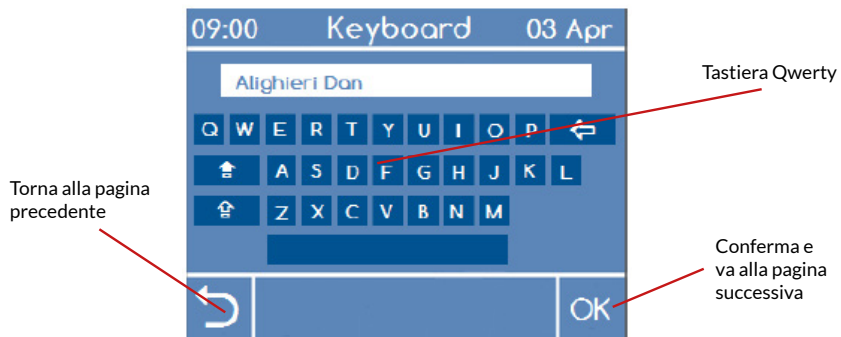 09:00 Keyboard 03 Apr
Alighieri Dan
Tastiera Qwerty
Q W E R T Y U I O P
A S D F G H J K L
Z X C V B N M
Torna alla pagina
precedente
Conferma e
va alla pagina
successiva
OK